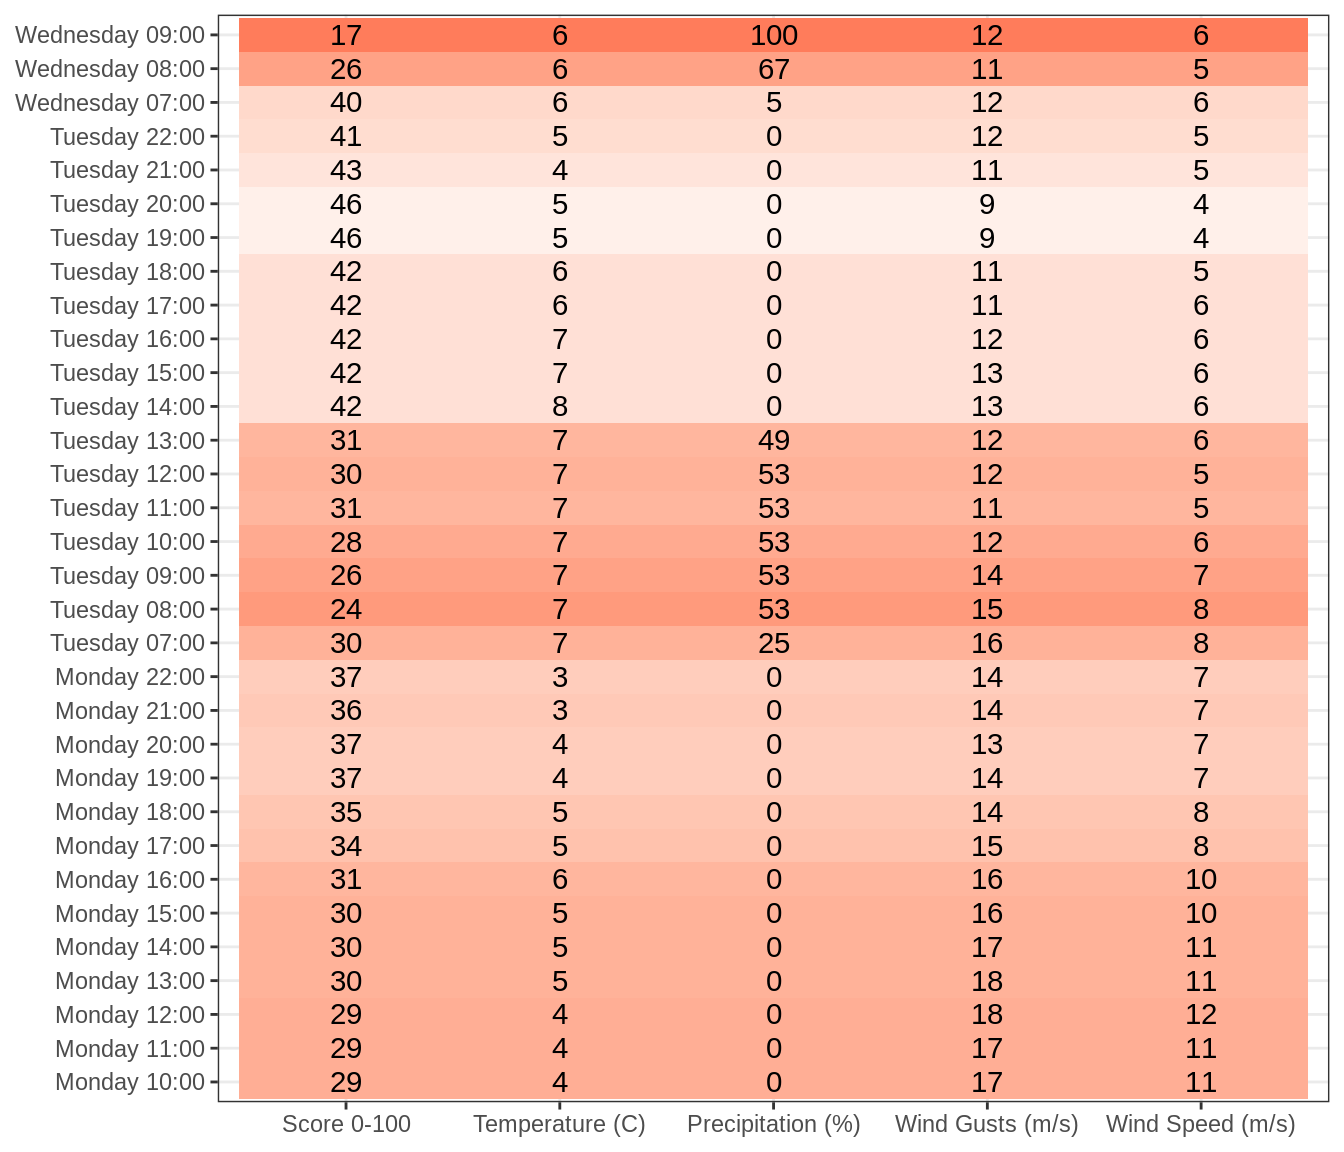 Wednesday 09:00 17 6 100 12 6
Wednesday 08:00 26 6 67 11 5
Wednesday 07:00 40 6 5 12 6
Tuesday 22:00 41 5 0 12 5
Tuesday 21:00 43 4 0 11 5
Tuesday 20:00 46 5 0 9 4
Tuesday 19:00 46 5 0 9 4
Tuesday 18:00 42 6 0 11 5
Tuesday 17:00 42 6 0 11 6
Tuesday 16:00 42 7 0 12 6
Tuesday 15:00 42 7 0 13 6
Tuesday 14:00 42 8 0 13 6
Tuesday 13:00 31 7 49 12 6
Tuesday 12:00 30 7 53 12 5
Tuesday 11:00 31 7 53 11 5
Tuesday 10:00 28 7 53 12 6
Tuesday 09:00 26 7 53 14 7
Tuesday 08:00 24 7 53 15 8
Tuesday 07:00 30 7 25 16 8
Monday 22:00 37 3 0 14 7
Monday 21:00 36 3 0 14 7
Monday 20:00 37 4 0 13 7
Monday 19:00 37 4 0 14 7
Monday 18:00 35 5 0 14 8
Monday 17:00 34 5 0 15 8
Monday 16:00 31 6 0 16 10
Monday 15:00 30 5 0 16 10
Monday 14:00 30 5 0 17 11
Monday 13:00 30 5 0 18 11
Monday 12:00 29 4 0 18 12
Monday 11:00 29 4 0 17 11
Monday 10:00 29 4 0 17 11
Score 0-100 Temperature (C) Precipitation (%) Wind Gusts (m/s) Wind Speed (m/s)